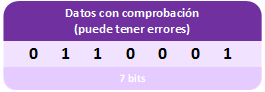 Datos con comprobación
(puede tener errores)
0 1 1 0 0 0 1
7 bits